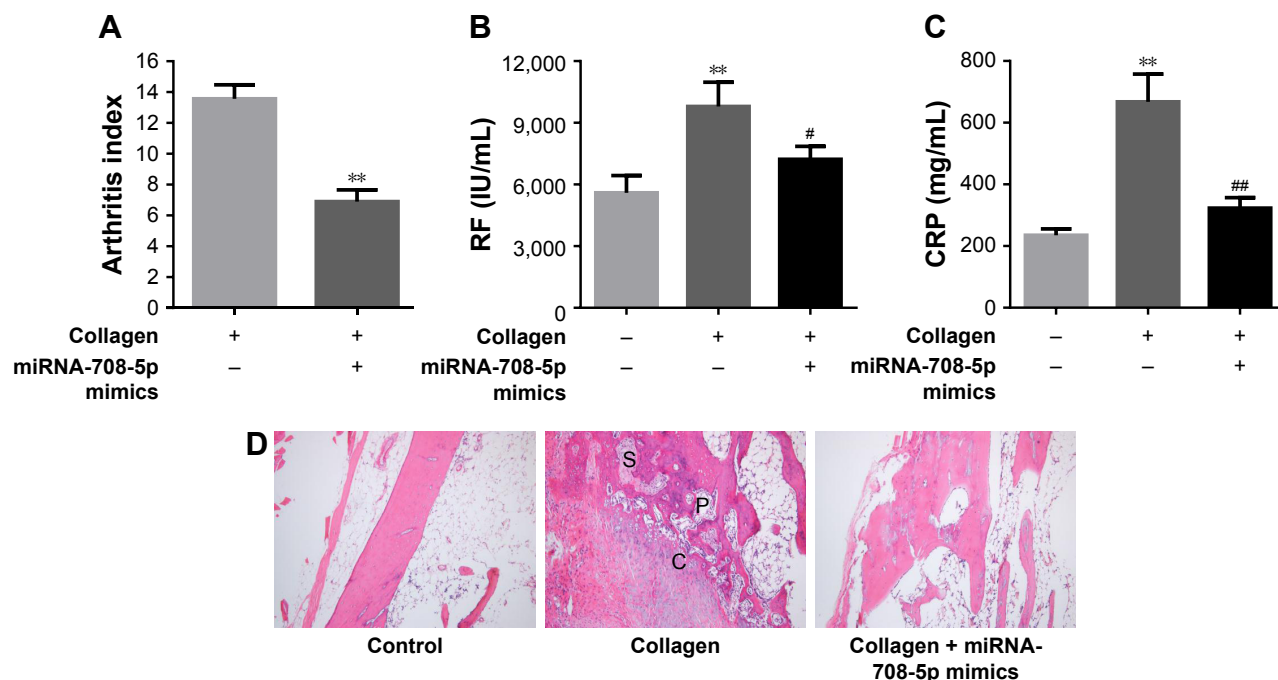 A
16
14
12
10
8
6
4
2
0
Arthritis index
**
Collagen + +
miRNA-708-5p – +
mimics
B
12,000
9,000
6,000
3,000
0
RF (IU/mL)
**
#
Collagen – + +
miRNA-708-5p – – +
mimics
C
800
600
400
200
0
CRP (mg/mL)
**
##
Collagen – + +
miRNA-708-5p – – +
mimics
D
S
P
C
Control
Collagen
Collagen + miRNA-
708-5p mimics